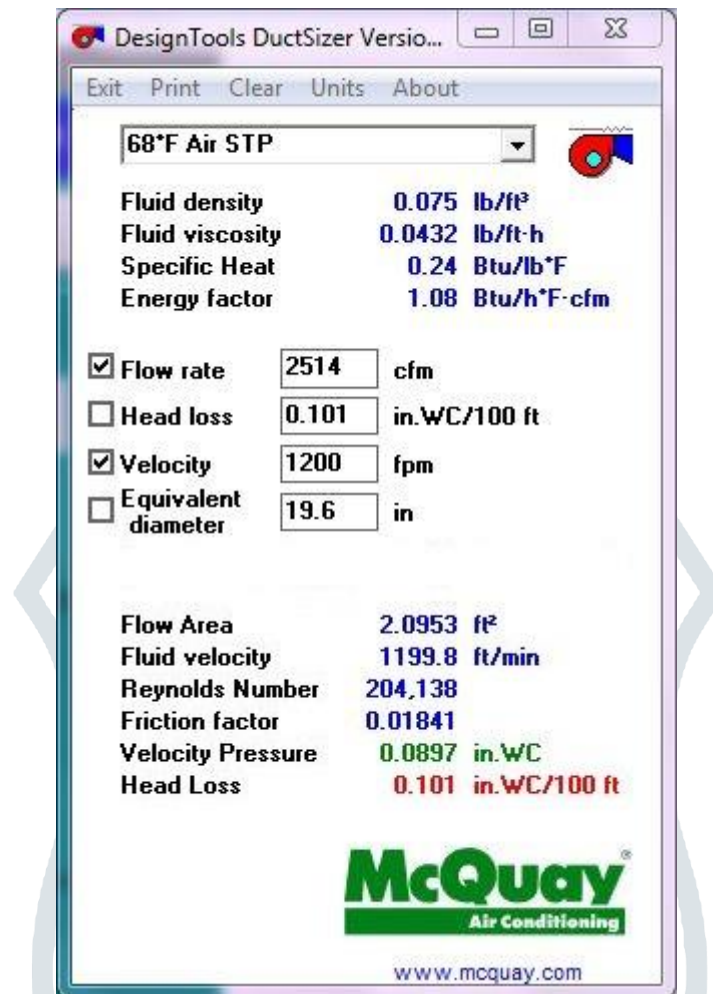 DesignTools DuctSizer Versio...
Exit Print Clear Units About
68°F Air STP
Fluid density 0.075 lb/ft³
Fluid viscosity 0.0432 lb/ft·h
Specific Heat 0.24 Btu/lb°F
Energy factor 1.08 Btu/h°F·cfm
Flow rate 2514 cfm
Head loss 0.101 in.WC/100 ft
Velocity 1200 fpm
Equivalent
diameter 19.6 in
Flow Area 2.0953 ft²
Fluid velocity 1199.8 ft/min
Reynolds Number 204,138
Friction factor 0.01841
Velocity Pressure 0.0897 in.WC
Head Loss 0.101 in.WC/100 ft
McQuay®
Air Conditioning
www.mcquay.com